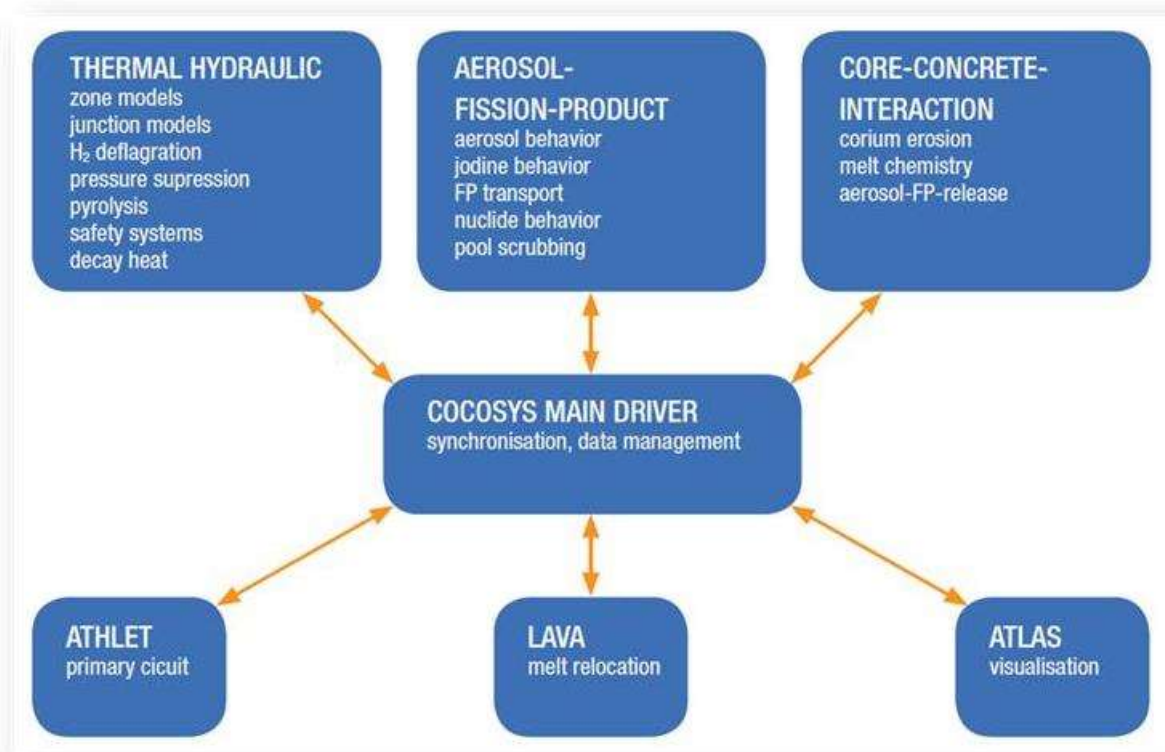 THERMAL HYDRAULIC
zone models
junction models
H₂ deflagration
pressure supression
pyrolysis
safety systems
decay heat
AEROSOL-
FISSION-PRODUCT
aerosol behavior
jodine behavior
FP transport
nuclide behavior
pool scrubbing
CORE-CONCRETE-
INTERACTION
corium erosion
melt chemistry
aerosol-FP-release
COCOSYS MAIN DRIVER
synchronisation, data management
ATHLET
primary cicuit
LAVA
melt relocation
ATLAS
visualisation